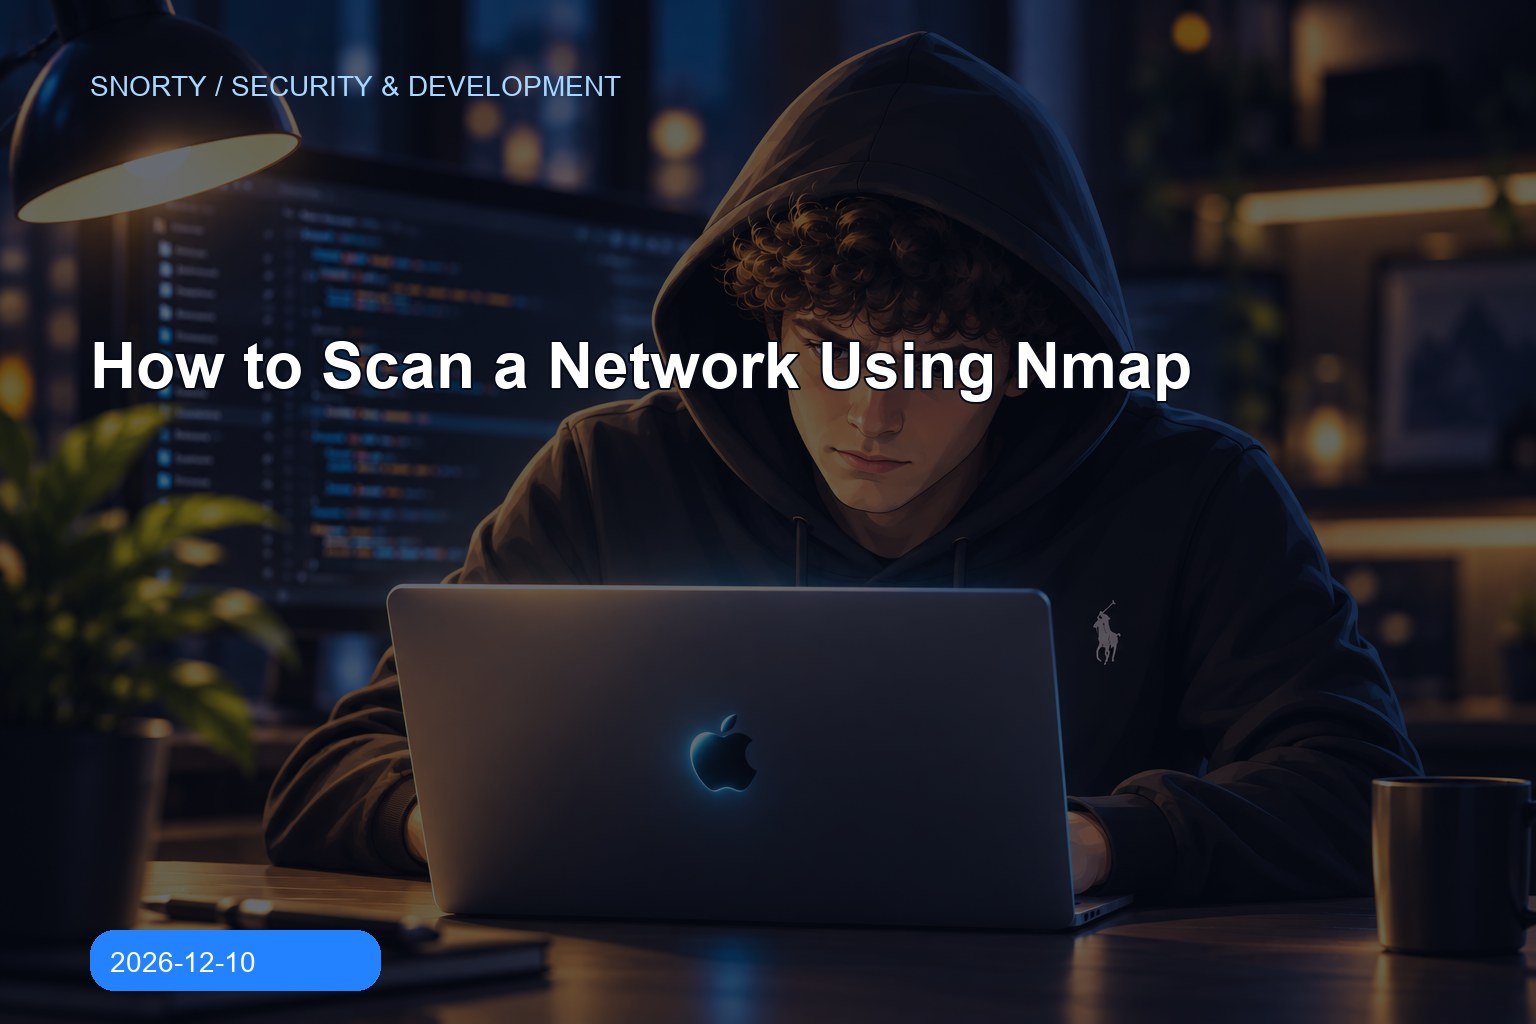 SNORTY / SECURITY & DEVELOPMENT
How to Scan a Network Using Nmap
2026-12-10